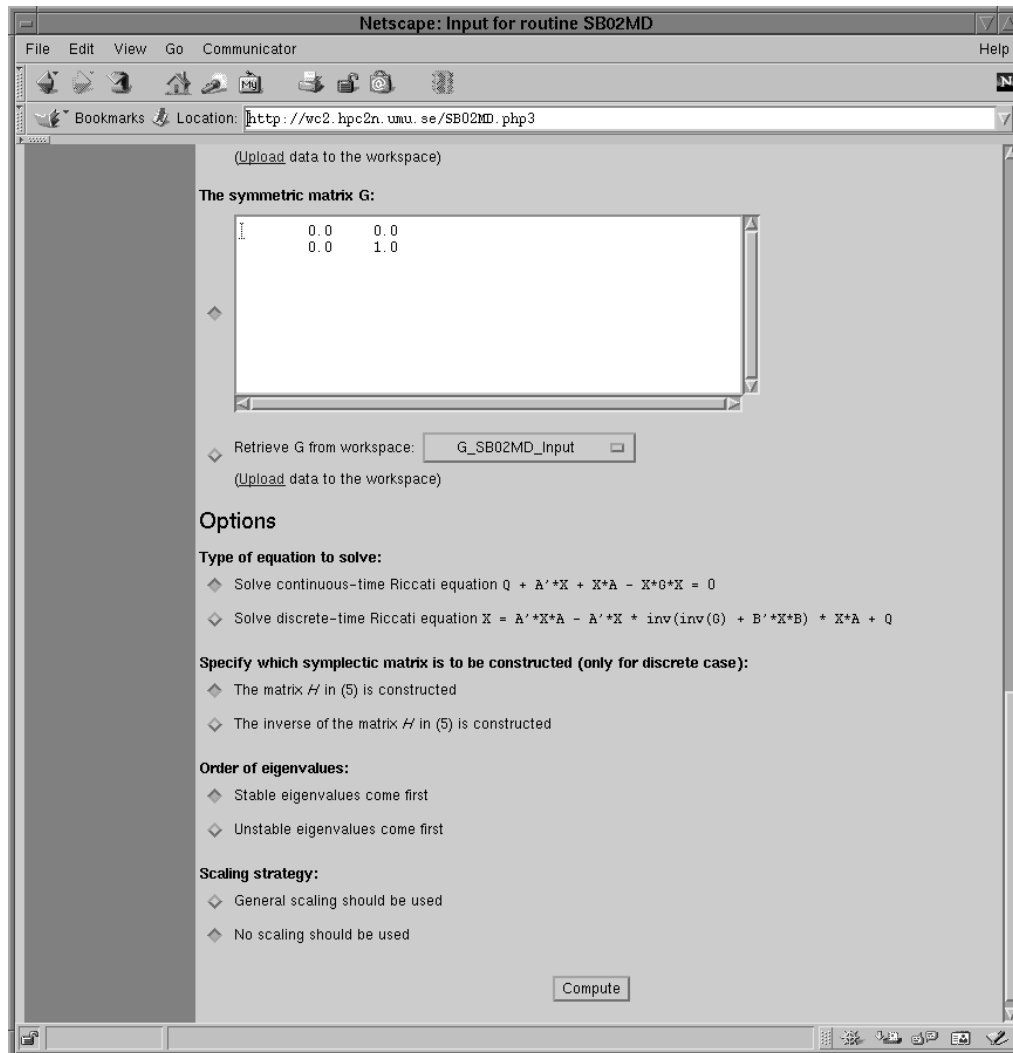 Netscape: Input for routine SB02MD
File Edit View Go Communicator Help
My
N
Bookmarks Location: http://wc2.hpc2n.umu.se/SB02MD.php3
(Upload data to the workspace)
The symmetric matrix G:
0.0 0.0
0.0 1.0
Retrieve G from workspace: G_SB02MD_Input
(Upload data to the workspace)
Options
Type of equation to solve:
Solve continuous-time Riccati equation Q + A'*X + X*A - X*G*X = 0
Solve discrete-time Riccati equation X = A'*X*A - A'*X * inv(inv(G) + B'*X*B) * X*A + Q
Specify which symplectic matrix is to be constructed (only for discrete case):
The matrix H in (5) is constructed
The inverse of the matrix H in (5) is constructed
Order of eigenvalues:
Stable eigenvalues come first
Unstable eigenvalues come first
Scaling strategy:
General scaling should be used
No scaling should be used
Compute